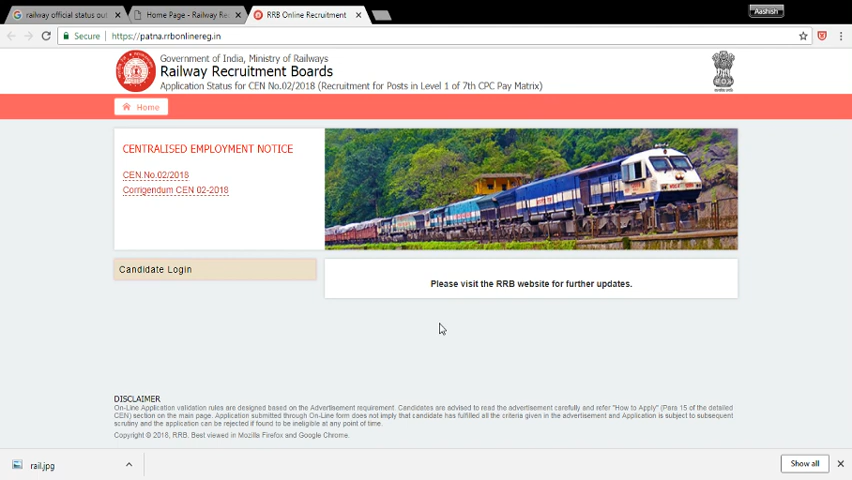 railway official status out
Home Page - Railway Re
RRB Online Recruitment
Aashish
Secure https://patna.rrbonlinereg.in
Government of India, Ministry of Railways
Railway Recruitment Boards
Application Status for CEN No.02/2018 (Recruitment for Posts in Level 1 of 7th CPC Pay Matrix)
Home
CENTRALISED EMPLOYMENT NOTICE
CEN No.02/2018
Corrigendum CEN 02-2018
Candidate Login
Please visit the RRB website for further updates.
DISCLAIMER
On-Line Application validation rules are designed based on the Advertisement requirement. Candidates are advised to read the advertisement carefully and refer "How to Apply" (Para 15 of the detailed
CEN) section on the main page. Application submitted through On-Line form does not imply that candidate has fulfilled all the criteria given in the advertisement and Application is subject to subsequent
scrutiny and the application can be rejected if found to be ineligible at any point of time.
Copyright © 2018, RRB. Best viewed in Mozilla Firefox and Google Chrome.
rail.jpg
Show all